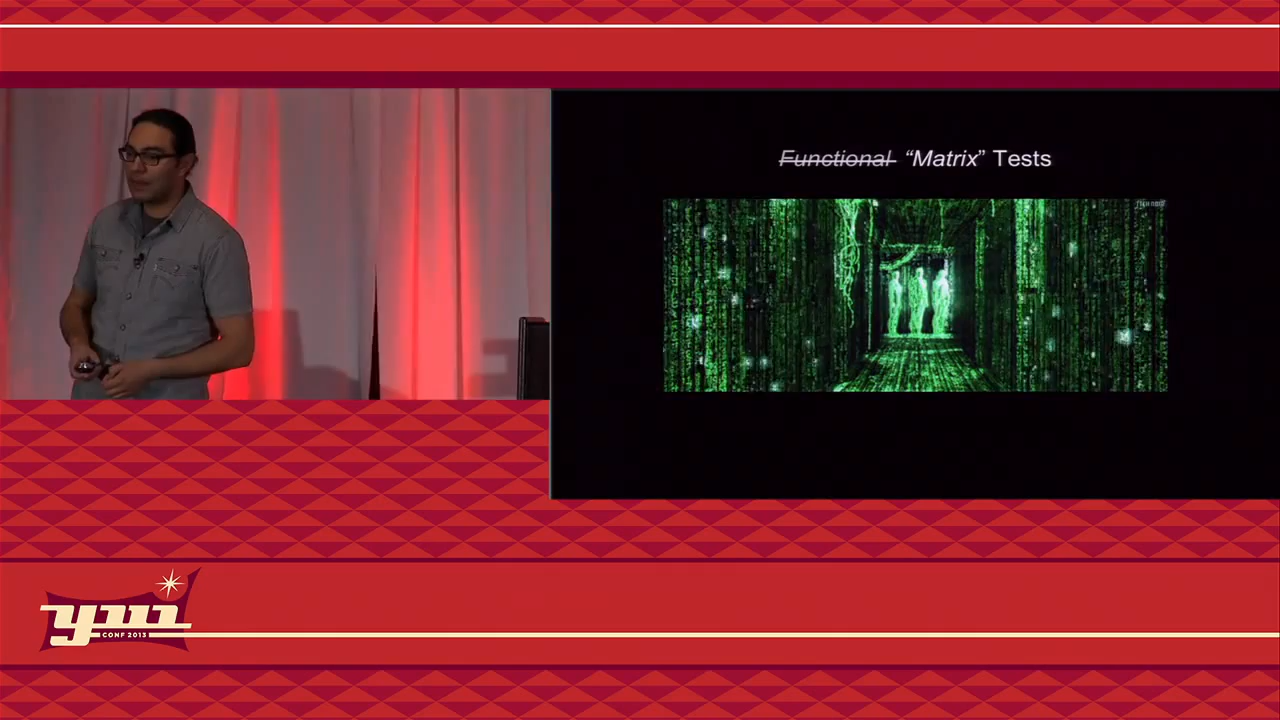 Functional “Matrix” Tests
yui
CONF 2013